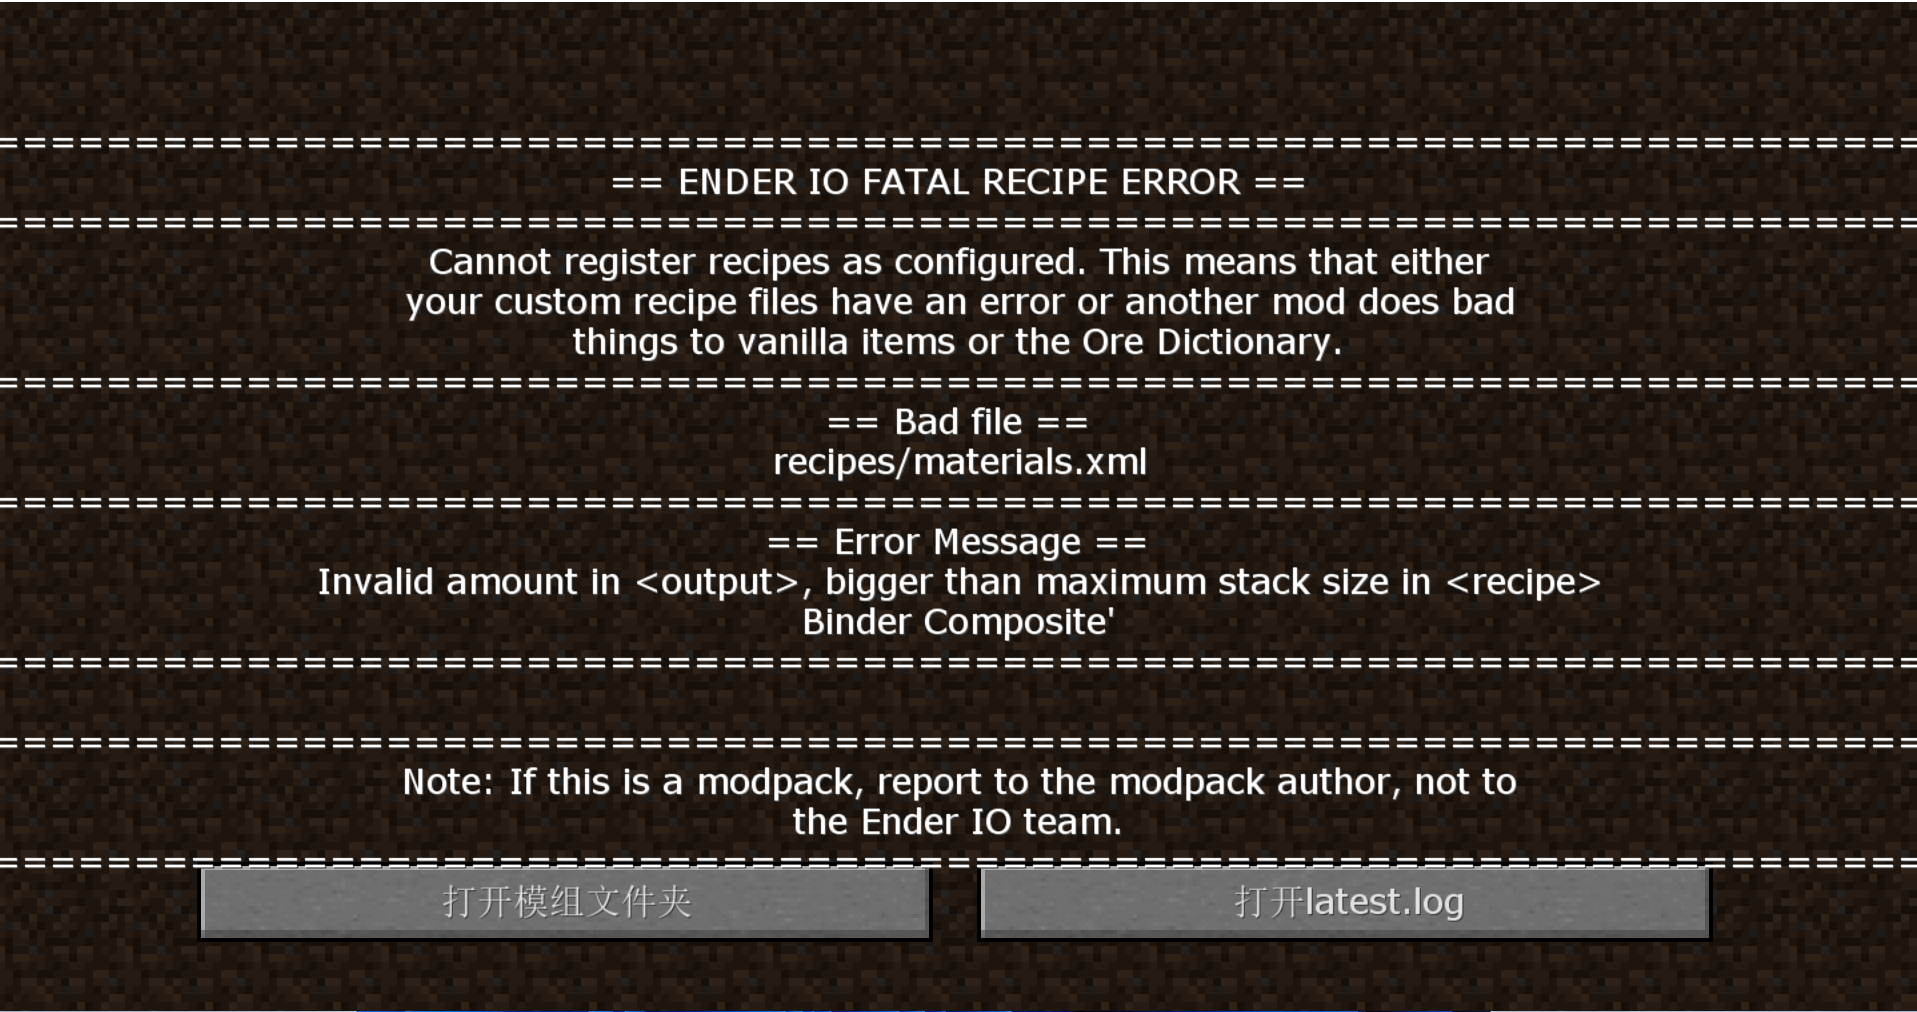 == ENDER IO FATAL RECIPE ERROR ==
Cannot register recipes as configured. This means that either
your custom recipe files have an error or another mod does bad
things to vanilla items or the Ore Dictionary.
== Bad file ==
recipes/materials.xml
== Error Message ==
Invalid amount in <output>, bigger than maximum stack size in <recipe>
Binder Composite'
Note: If this is a modpack, report to the modpack author, not to
the Ender IO team.
打开模组文件夹
打开latest.log